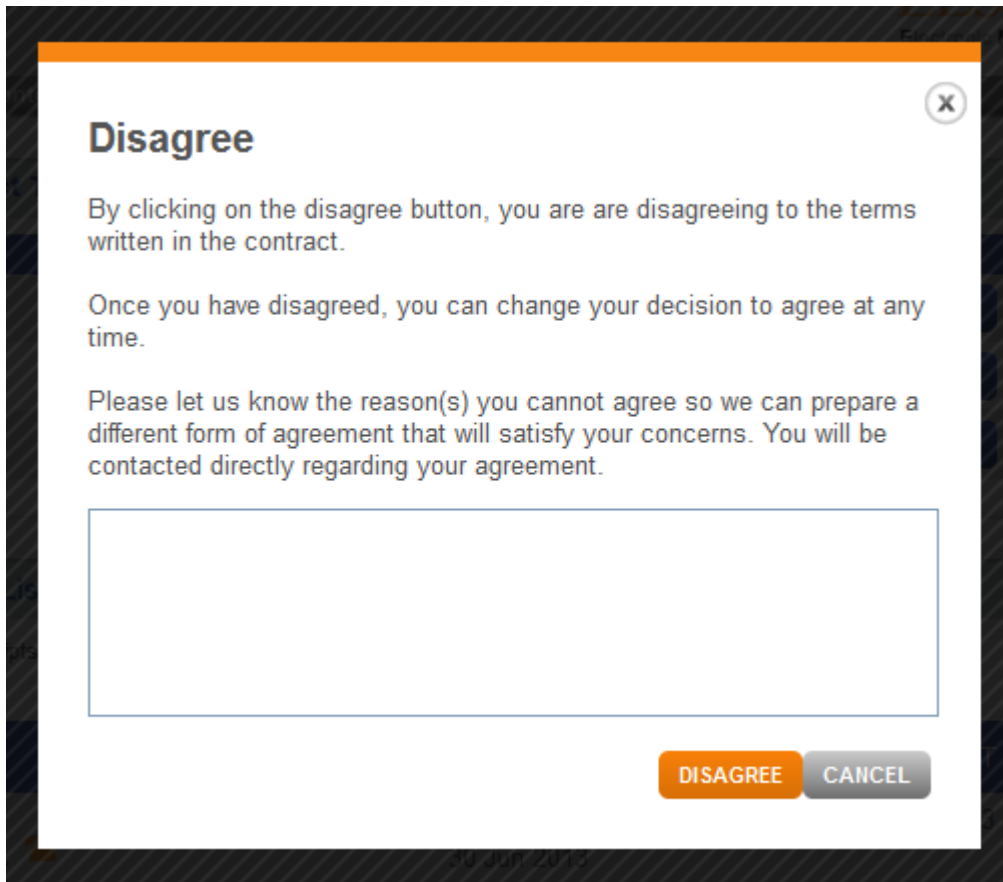 x
Disagree
By clicking on the disagree button, you are are disagreeing to the terms
written in the contract.
Once you have disagreed, you can change your decision to agree at any
time.
Please let us know the reason(s) you cannot agree so we can prepare a
different form of agreement that will satisfy your concerns. You will be
contacted directly regarding your agreement.
DISAGREE CANCEL
30 Jun 2013